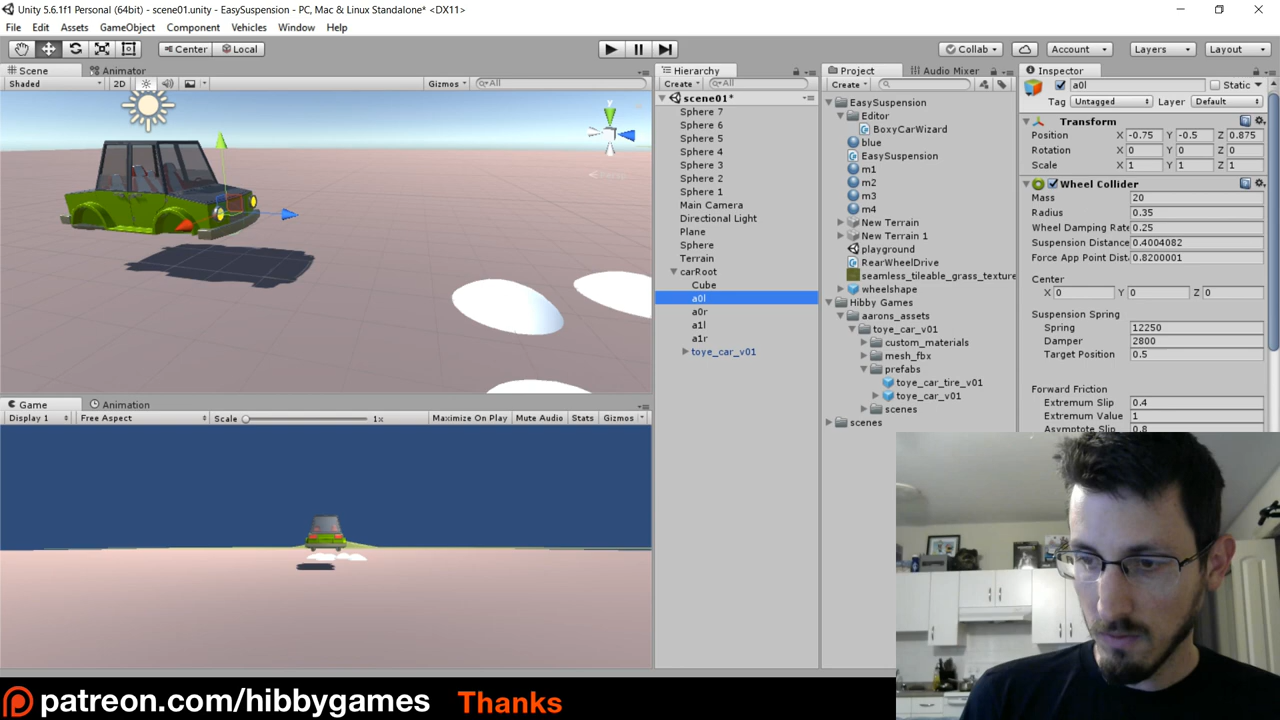 Unity 5.6.1f1 Personal (64bit) - scene01.unity - EasySuspension - PC, Mac & Linux Standalone* <DX11>
File Edit Assets GameObject Component Vehicles Window Help
Center Local Collab Account Layers Layout
Scene Animator
Shaded 2D Gizmos All
y
Game Animation
Display 1 Free Aspect Scale 1x Maximize On Play Mute Audio Stats Gizmos
Hierarchy
Create All
scene01*
Sphere 7
Sphere 6
Sphere 5
Sphere 4
Sphere 3
Sphere 2
Sphere 1
Main Camera
Directional Light
Plane
Sphere
Terrain
carRoot
Cube
a0l
a0r
a1l
a1r
toye_car_v01
Project Audio Mixer
Create
EasySuspension
Editor
BoxyCarWizard
blue
EasySuspension
m1
m2
m3
m4
New Terrain
New Terrain 1
playground
RearWheelDrive
seamless_tileable_grass_texture
wheelshape
Hibby Games
aarons_assets
toye_car_v01
custom_materials
mesh_fbx
prefabs
toye_car_tire_v01
toye_car_v01
scenes
scenes
Inspector
a0l Static
Tag Untagged Layer Default
Transform
Position X -0.75 Y -0.5 Z 0.875
Rotation X 0 Y 0 Z 0
Scale X 1 Y 1 Z 1
Wheel Collider
Mass 20
Radius 0.35
Wheel Damping Rate 0.25
Suspension Distance 0.4004082
Force App Point Dist 0.8200001
Center
X 0 Y 0 Z 0
Suspension Spring
Spring 12250
Damper 2800
Target Position 0.5
Forward Friction
Extremum Slip 0.4
Extremum Value 1
Asymptote Slip 0.8
patreon.com/hibbygames Thanks